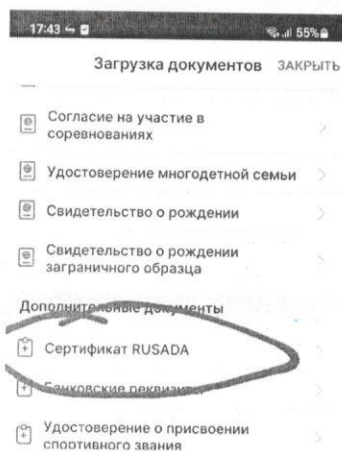 17:43
55%
Загрузка документов ЗАКРЫТЬ
Согласие на участие в
соревнованиях
Удостоверение многодетной семьи
Свидетельство о рождении
Свидетельство о рождении
заграничного образца
Дополнительные документы
Сертификат RUSADA
Банковские реквизиты
Удостоверение о присвоении
спортивного звания